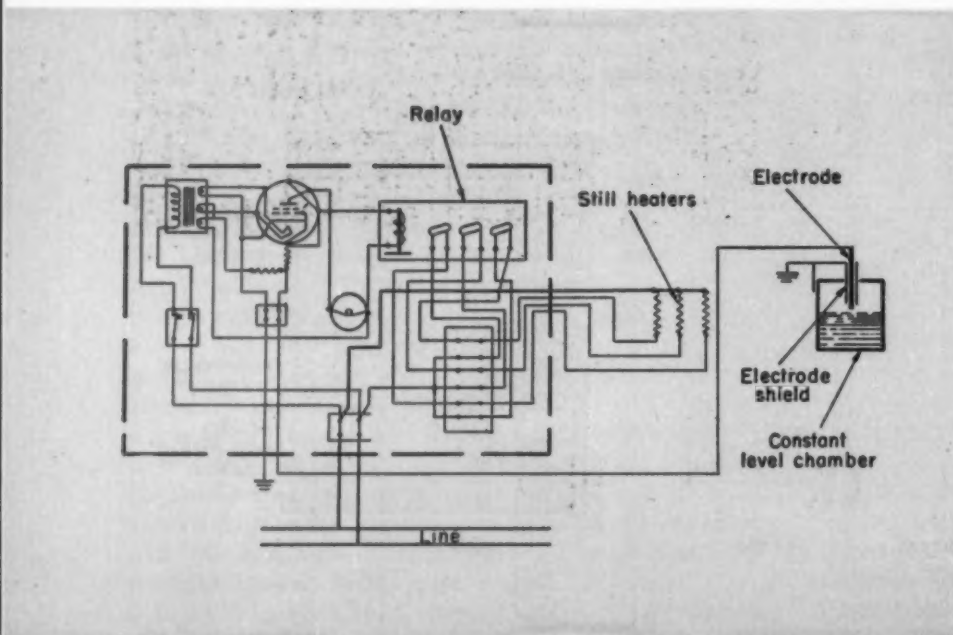 Relay
Electrode
Still heaters
Electrode
shield
Constant
level chamber
Line